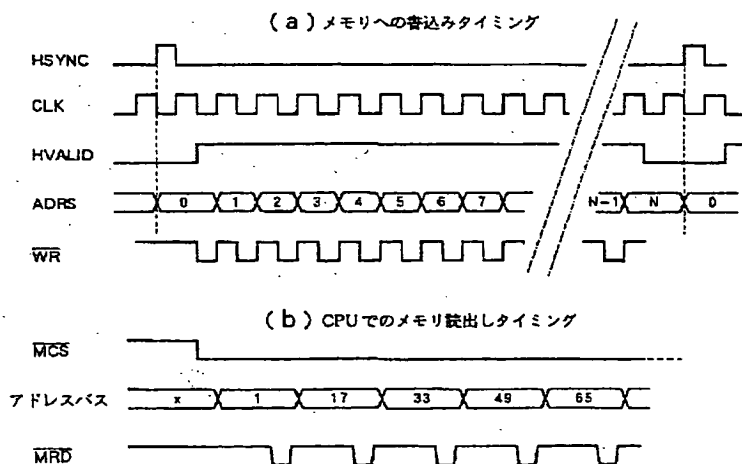 (a)メモリへの書込みタイミング
HSYNC
CLK
HVALID
ADRS 0 1 2 3 4 5 6 7 N-1 N 0
WR
(b)CPUでのメモリ読出しタイミング
MCS
アドレスバス x 1 17 33 49 65
MRD